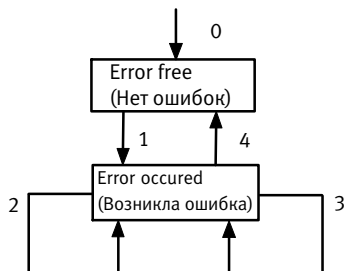 0
Error free
(Нет ошибок)
1
4
Error occured
(Возникла ошибка)
2
3